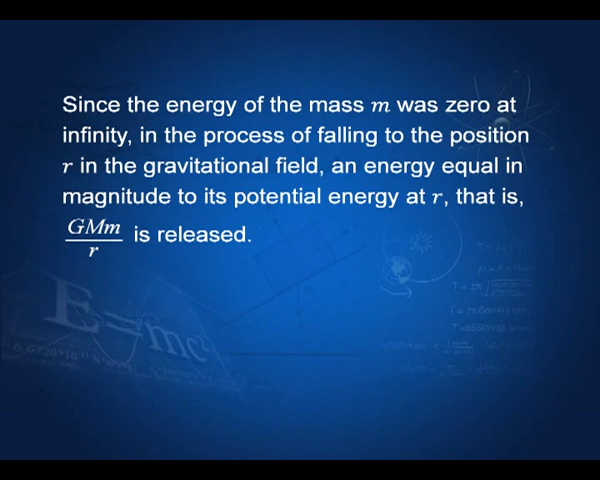 Since the energy of the mass m was zero at
infinity, in the process of falling to the position
r in the gravitational field, an energy equal in
magnitude to its potential energy at r, that is,
GMm/r is released.
E=mc²